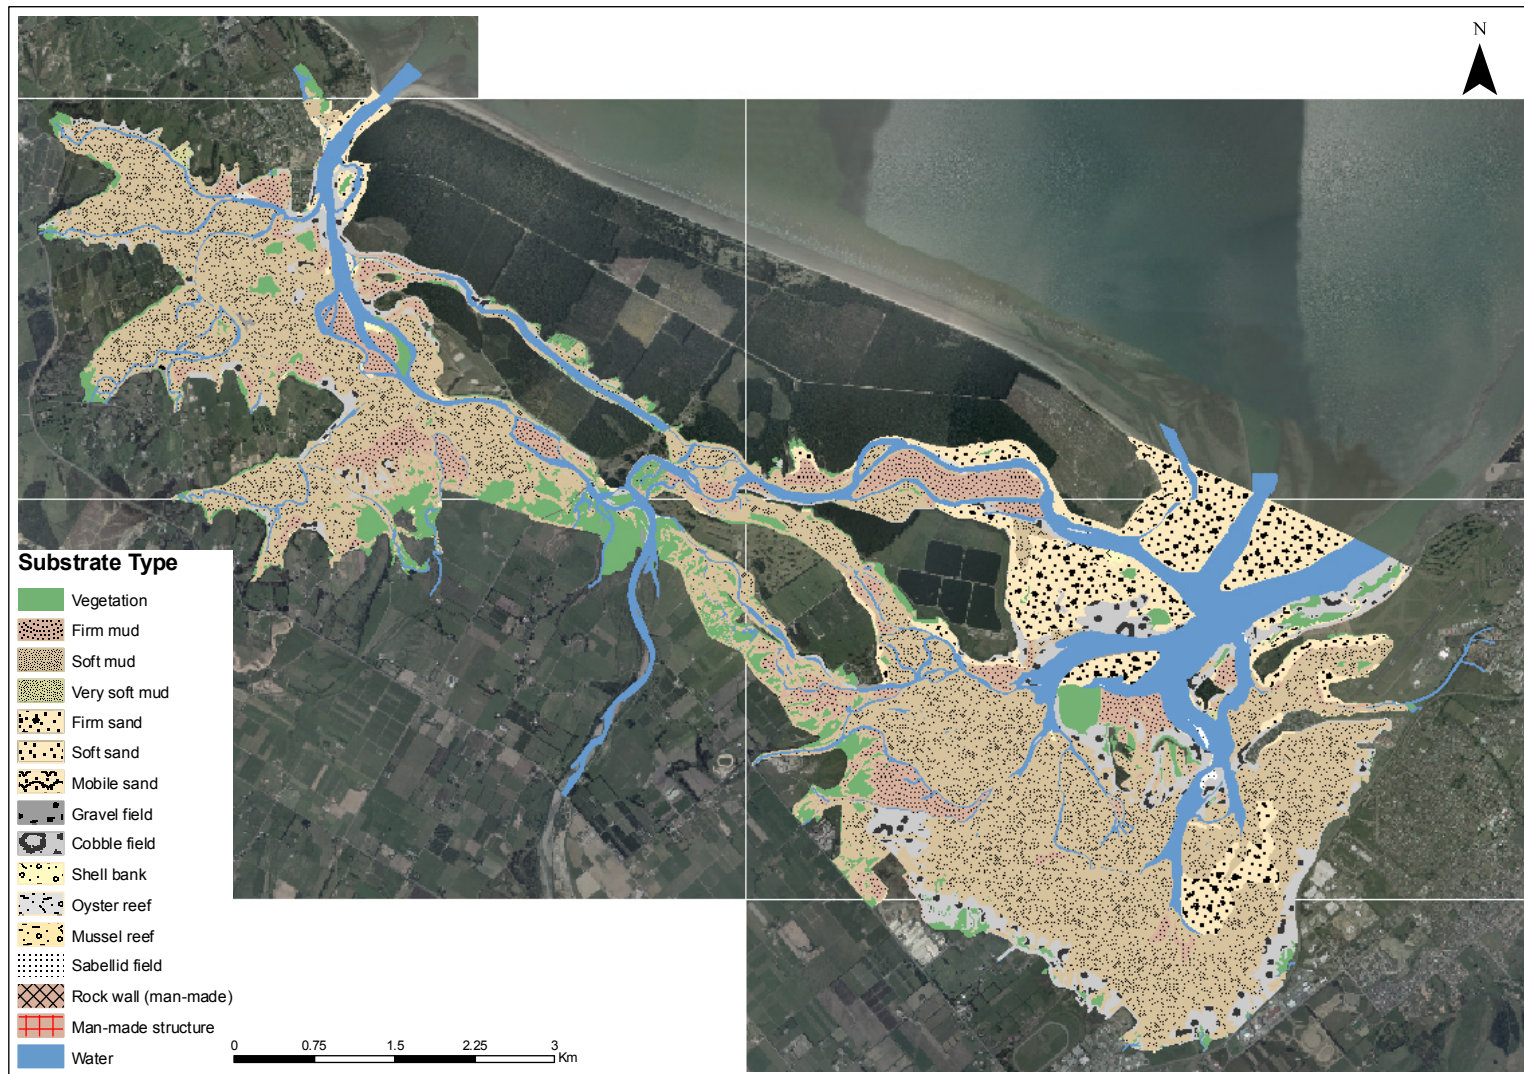 N
Substrate Type
Vegetation
Firm mud
Soft mud
Very soft mud
Firm sand
Soft sand
Mobile sand
Gravel field
Cobble field
Shell bank
Oyster reef
Mussel reef
Sabellid field
Rock wall (man-made)
Man-made structure
Water
0 0.75 1.5 2.25 3
Km